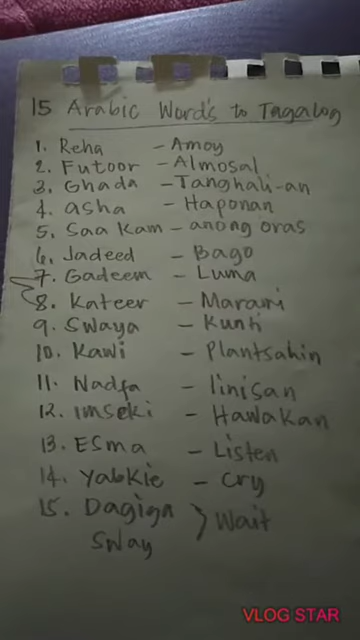 15 Arabic Words to Tagalog
1. Reha - Amoy
2. Futoor - Almosal
3. Ghada - Tanghali-an
4. asha - Haponan
5. Saa Kam - anong oras
6. Jadeed - Bago
7. Gadeem - Luma
8. Kateer - Marami
9. Swaya - Kunti
10. Kawi - Plantsahin
11. Nadfa - linisan
12. imseki - Hawakan
13. Esma - Listen
14. Yabkie - Cry
15. Dagiga } Wait
Sway
VLOG STAR